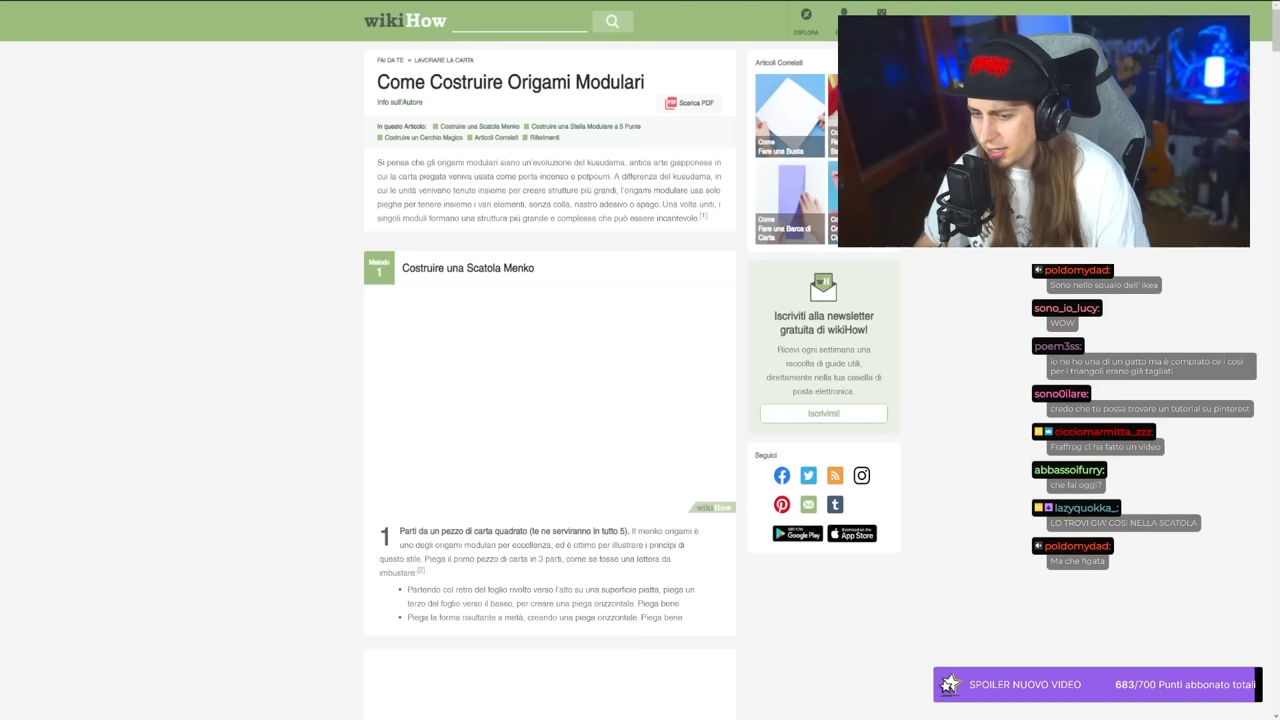 wikiHow
ESPLORA
FAI DA TE » LAVORARE LA CARTA
Come Costruire Origami Modulari
Info sull'Autore
Scarica PDF
In questo Articolo: Costruire una Scatola Menko Costruire una Stella Modulare a 5 Punte
Costruire un Cerchio Magico Articoli Correlati Riferimenti
Si pensa che gli origami modulari siano un'evoluzione del kusudama, antica arte giapponese in
cui la carta piegata veniva usata come porta-incenso e potpourri. A differenza del kusudama, in
cui le unità venivano tenute insieme per creare strutture più grandi, l'origami modulare usa solo
pieghe per tenere insieme i vari elementi, senza colla, nastro adesivo o spago. Una volta uniti, i
singoli moduli formano una struttura più grande e complessa che può essere incantevole.[1]
Metodo
1
Costruire una Scatola Menko
wikiHow
1
Parti da un pezzo di carta quadrato (te ne serviranno in tutto 5). Il menko origami è
uno degli origami modulari per eccellenza, ed è ottimo per illustrare i principi di
questo stile. Piega il primo pezzo di carta in 3 parti, come se fosse una lettera da
imbustare.[2]
Partendo col retro del foglio rivolto verso l'alto su una superficie piatta, piega un
terzo del foglio verso il basso, per creare una piega orizzontale. Piega bene.
Piega la forma risultante a metà, creando una piega orizzontale. Piega bene.
Articoli Correlati
Come
Fare una Busta
Come
Fare una Barca di
Carta
wH
Iscriviti alla newsletter
gratuita di wikiHow!
Ricevi ogni settimana una
raccolta di guide utili,
direttamente nella tua casella di
posta elettronica.
Iscrivimi!
Seguici
GET IT ON
Google Play
Download on the
App Store
poldomydad:
Sono nello squalo dell' ikea
sono_io_lucy:
WOW
poem3ss:
io ne ho una di un gatto ma è comprato ce i cosi
per i triangoli erano già tagliati
sono0ilare:
credo che tu possa trovare un tutorial su pinterest
cicciomarmitta_zzz:
Fraffrog ci ha fatto un video
abbassoifurry:
che fai oggi?
lazyquokka_:
LO TROVI GIA' COSI NELLA SCATOLA
poldomydad:
Ma che figata
SPOILER NUOVO VIDEO 683/700 Punti abbonato totali